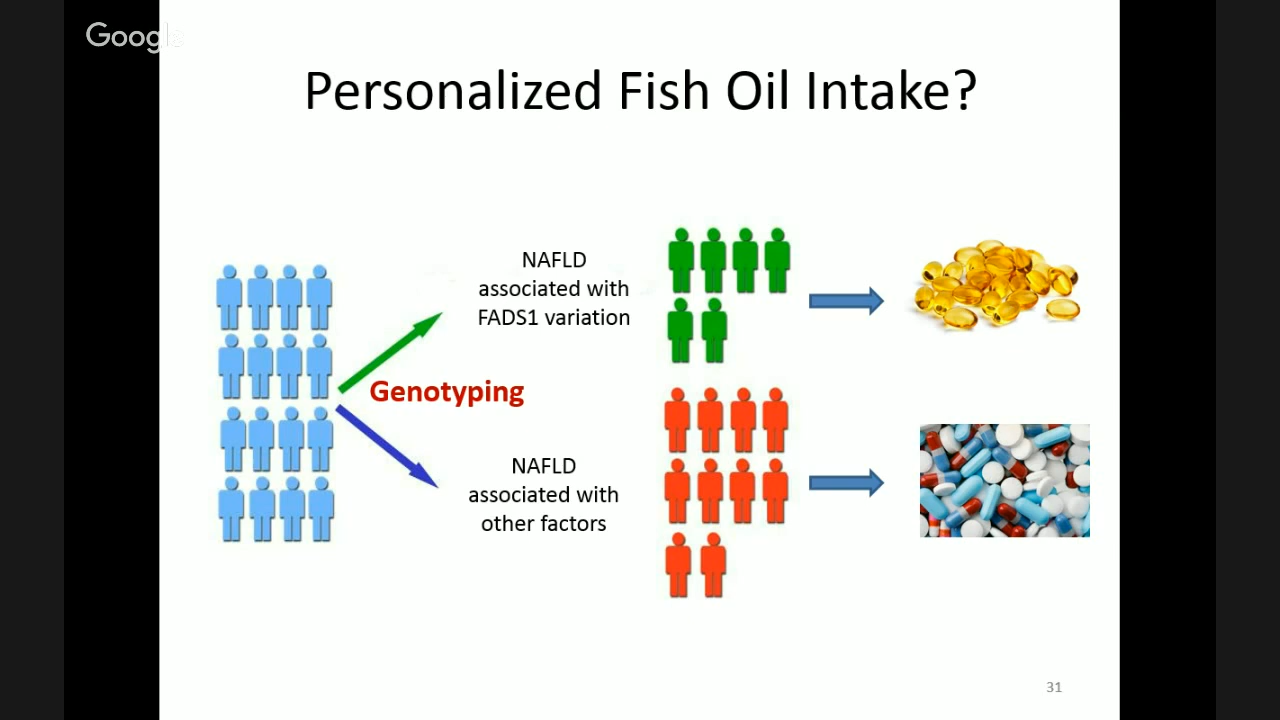 Google
Personalized Fish Oil Intake?
NAFLD
associated with
FADS1 variation
Genotyping
NAFLD
associated with
other factors
31